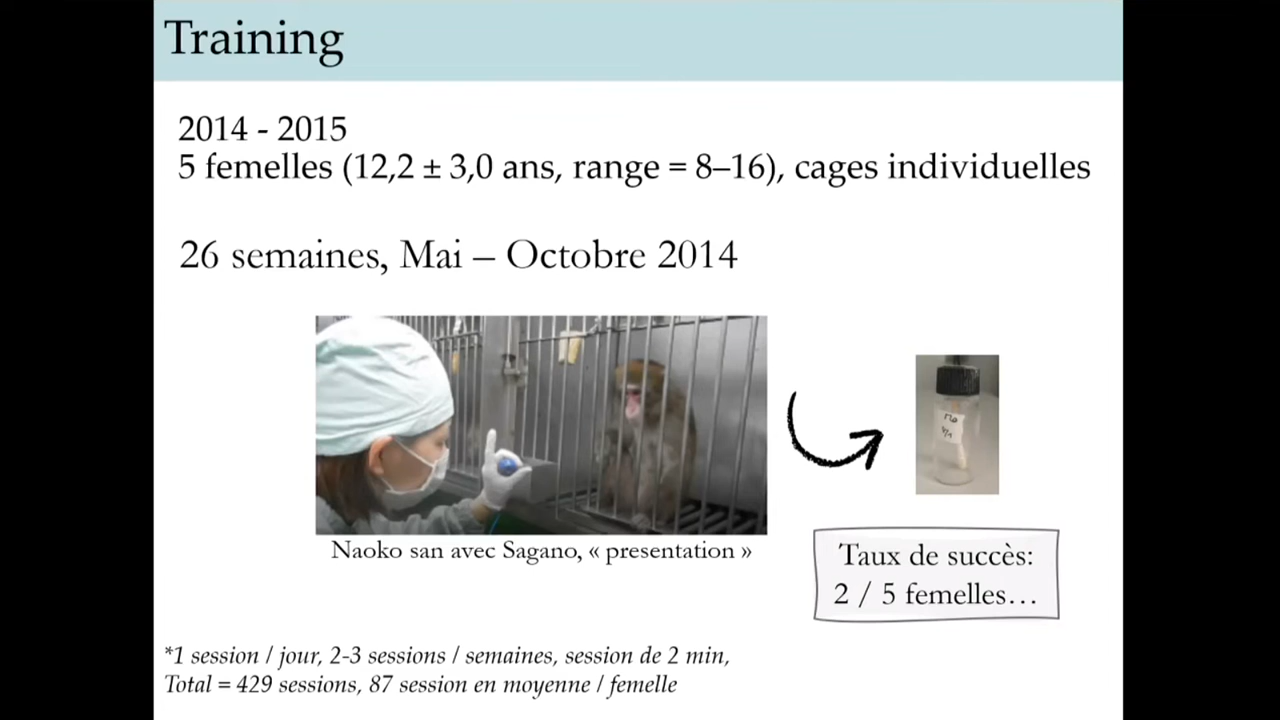 Training
2014 - 2015
5 femelles (12,2 ± 3,0 ans, range = 8–16), cages individuelles
26 semaines, Mai – Octobre 2014
Naoko san avec Sagano, « presentation »
Taux de succès:
2 / 5 femelles…
*1 session / jour, 2-3 sessions / semaines, session de 2 min,
Total = 429 sessions, 87 session en moyenne / femelle